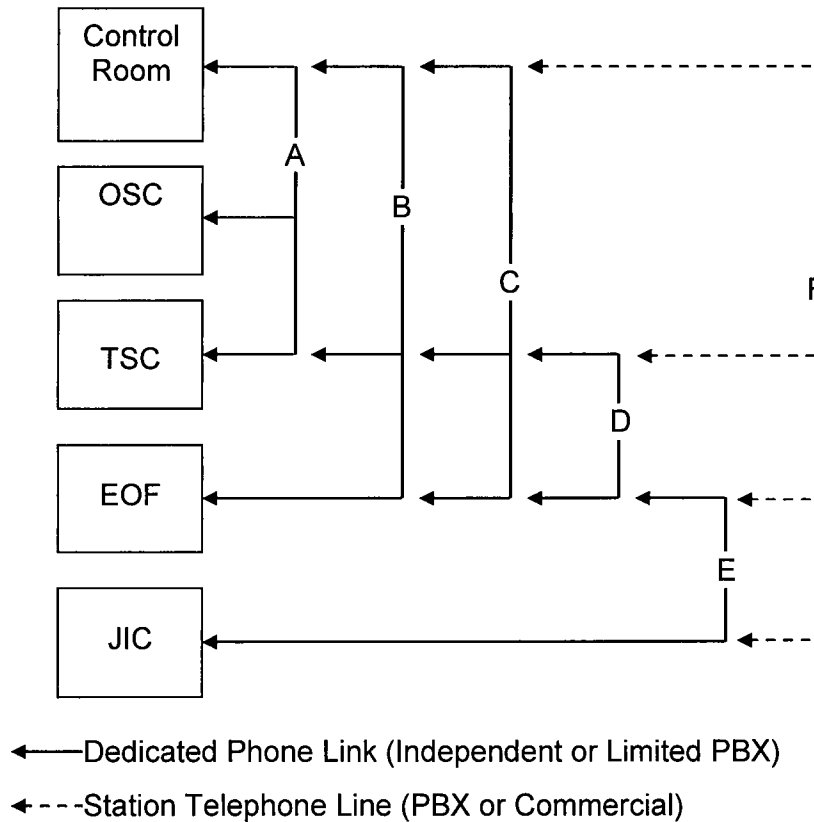 Control
Room
A
OSC
B
C
TSC
D
EOF
E
JIC
Dedicated Phone Link (Independent or Limited PBX)
Station Telephone Line (PBX or Commercial)